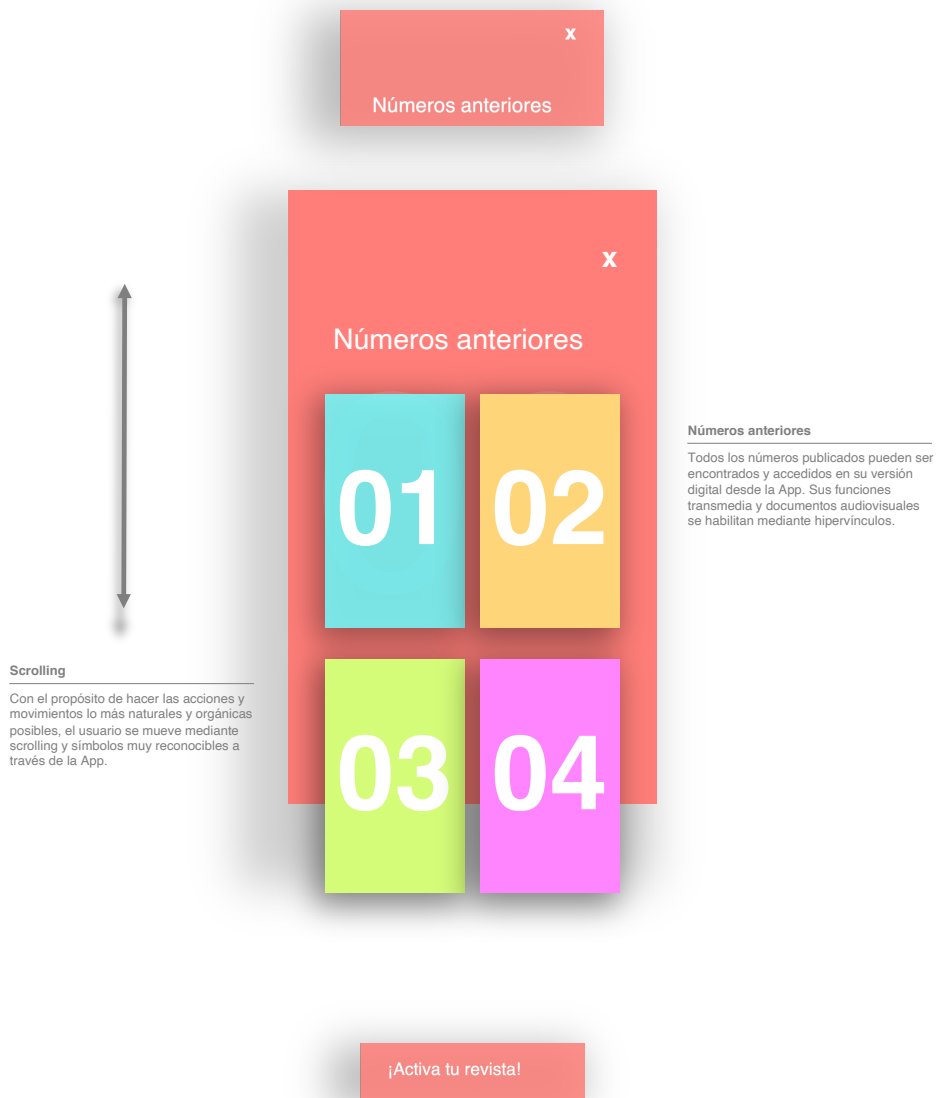 x
Números anteriores
x
Números anteriores
01 02
03 04
Números anteriores
Todos los números publicados pueden ser
encontrados y accedidos en su versión
digital desde la App. Sus funciones
transmedia y documentos audiovisuales
se habilitan mediante hipervínculos.
Scrolling
Con el propósito de hacer las acciones y
movimientos lo más naturales y orgánicas
posibles, el usuario se mueve mediante
scrolling y símbolos muy reconocibles a
través de la App.
¡Activa tu revista!